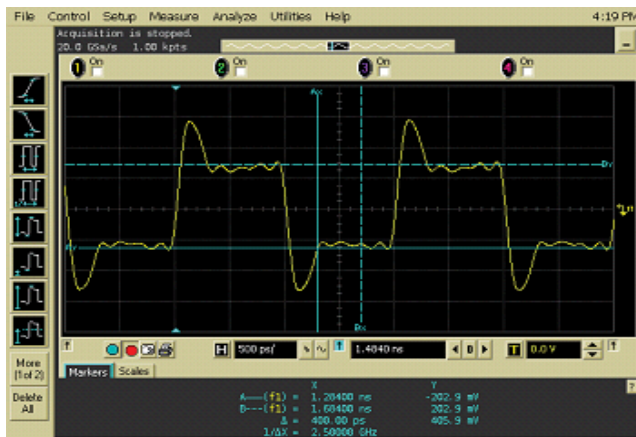 File Control Setup Measure Analyze Utilities Help 4:19 PM
Acquisition is stopped.
20.0 GSa/s 1.00 kpts
1 On 2 On 3 On 4 On
Ax
By
Ay
Bx
H 500 ps/ 1.4840 ns 0 T 0.0 V
More
(1 of 2)
Delete
All
Markers Scales
X Y
A---(f1) = 1.28400 ns -202.9 mV
B---(f1) = 1.68400 ns 202.9 mV
Δ = 400.00 ps 405.9 mV
1/ΔX = 2.50000 GHz
?